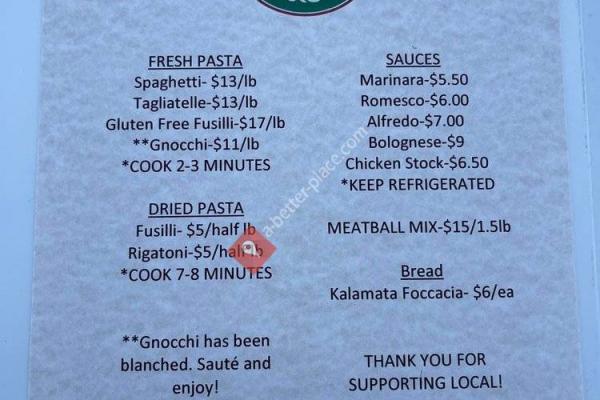 FRESH PASTA
Spaghetti- $13/lb
Tagliatelle-$13/lb
Gluten Free Fusilli-$17/lb
**Gnocchi-$11/lb
*COOK 2-3 MINUTES
DRIED PASTA
Fusilli- $5/half lb
Rigatoni-$5/half lb
*COOK 7-8 MINUTES
**Gnocchi has been
blanched. Sauté and
enjoy!
SAUCES
Marinara-$5.50
Romesco-$6.00
Alfredo-$7.00
Bolognese-$9
Chicken Stock-$6.50
*KEEP REFRIGERATED
MEATBALL MIX-$15/1.5lb
Bread
Kalamata Foccacia- $6/ea
THANK YOU FOR
SUPPORTING LOCAL!
a-better-place.com